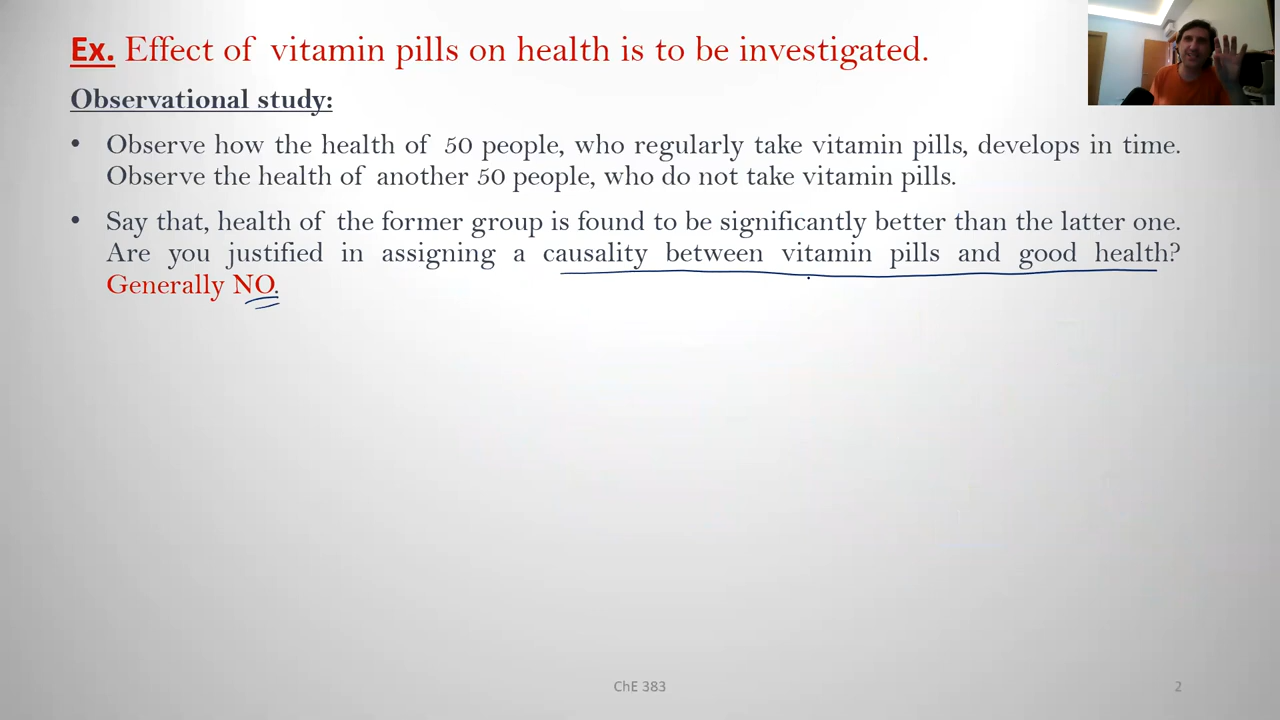 Ex. Effect of vitamin pills on health is to be investigated.
Observational study:
• Observe how the health of 50 people, who regularly take vitamin pills, develops in time.
Observe the health of another 50 people, who do not take vitamin pills.
• Say that, health of the former group is found to be significantly better than the latter one.
Are you justified in assigning a causality between vitamin pills and good health?
Generally NO.
ChE 383
2